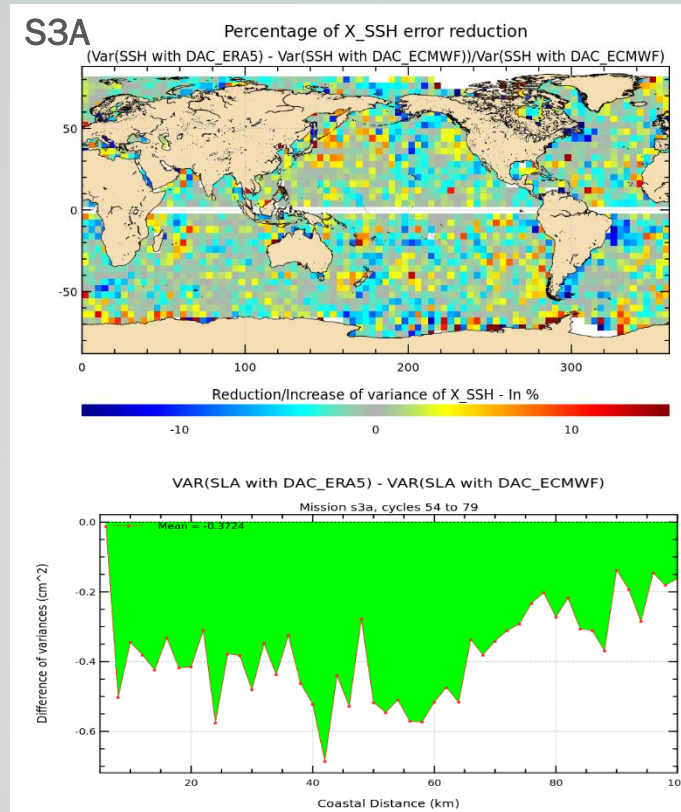 S3A
Percentage of X_SSH error reduction
(Var(SSH with DAC_ERA5) - Var(SSH with DAC_ECMWF))/Var(SSH with DAC_ECMWF)
50
0
-50
0
100
200
300
Reduction/Increase of variance of X_SSH - In %
-10
0
10
VAR(SLA with DAC_ERA5) - VAR(SLA with DAC_ECMWF)
Mission s3a, cycles 54 to 79
Mean = -0.3724
0.0
-0.2
-0.4
-0.6
Difference of variances (cm^2)
20
40
60
80
10
Coastal Distance (km)